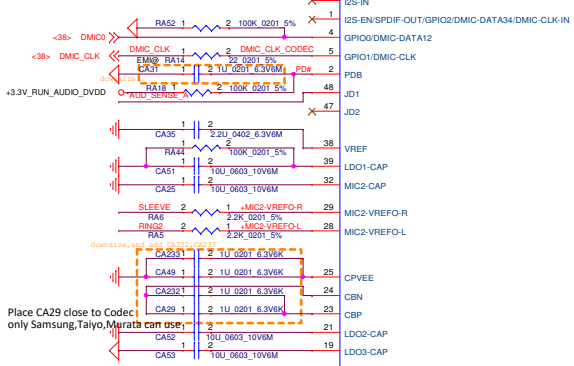 I2S-IN
1 I2S-EN/SPDIF-OUT/GPIO2/DMIC-DATA34/DMIC-CLK-IN
RA52 1 2 100K_0201_5%
<38> DMIC0 4 GPIO0/DMIC-DATA12
<38> DMIC_CLK DMIC_CLK DMIC_CLK_CODEC 5 GPIO1/DMIC-CLK
EMI@ RA14 22_0201_5%
CA31 1 2 1U_0201_6.3V6M PD# 2 PDB
+3.3V_RUN_AUDIO_DVDD RA18 1 2 100K_0201_5% 48 JD1
AUD_SENSE_A
47 JD2
1 2
CA35 2.2U_0402_6.3V6M
1 2 38 VREF
RA44 100K_0201_5%
1 2 39 LDO1-CAP
CA51 10U_0603_10V6M
1 2 32 MIC2-CAP
CA25 10U_0603_10V6M
SLEEVE 2 1 +MIC2-VREFO-R 29 MIC2-VREFO-R
RA6 2.2K_0201_5%
RING2 2 1 +MIC2-VREFO-L 28 MIC2-VREFO-L
RA5 2.2K_0201_5%
downsize,and add CA232,CA233
CA233 1 2 1U_0201_6.3V6K
CA49 1 2 1U_0201_6.3V6K 25 CPVEE
CA232 1 2 1U_0201_6.3V6K 24 CBN
CA29 1 2 1U_0201_6.3V6K 23 CBP
Place CA29 close to Codec
only Samsung,Taiyo,Murata can use
1 2 21 LDO2-CAP
CA52 10U_0603_10V6M
1 2 19 LDO3-CAP
CA53 10U_0603_10V6M